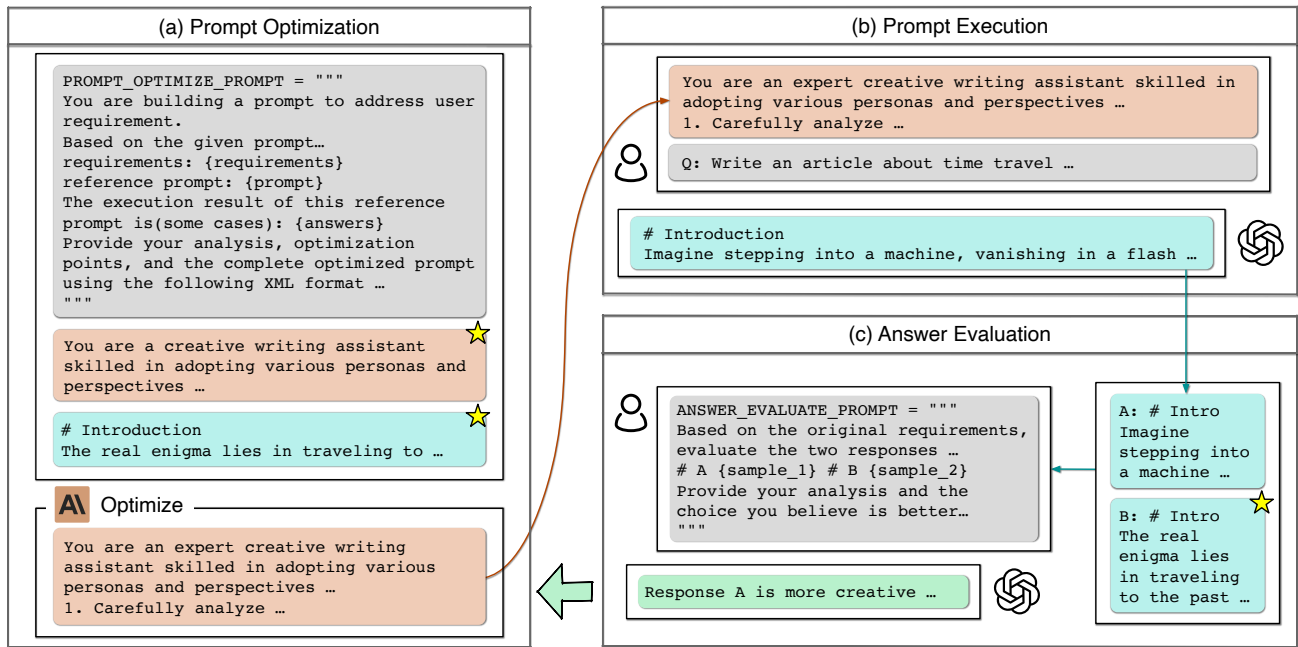 (a) Prompt Optimization
PROMPT_OPTIMIZE_PROMPT = """
You are building a prompt to address user
requirement.
Based on the given prompt…
requirements: {requirements}
reference prompt: {prompt}
The execution result of this reference
prompt is(some cases): {answers}
Provide your analysis, optimization
points, and the complete optimized prompt
using the following XML format …
"""
You are a creative writing assistant
skilled in adopting various personas and
perspectives …
# Introduction
The real enigma lies in traveling to …
A\ Optimize
You are an expert creative writing
assistant skilled in adopting various
personas and perspectives …
1. Carefully analyze …
(b) Prompt Execution
You are an expert creative writing assistant skilled in
adopting various personas and perspectives …
1. Carefully analyze …
Q: Write an article about time travel …
# Introduction
Imagine stepping into a machine, vanishing in a flash …
(c) Answer Evaluation
ANSWER_EVALUATE_PROMPT = """
Based on the original requirements,
evaluate the two responses …
# A {sample_1} # B {sample_2}
Provide your analysis and the
choice you believe is better…
"""
Response A is more creative …
A: # Intro
Imagine
stepping into
a machine …
B: # Intro
The real
enigma lies
in traveling
to the past …